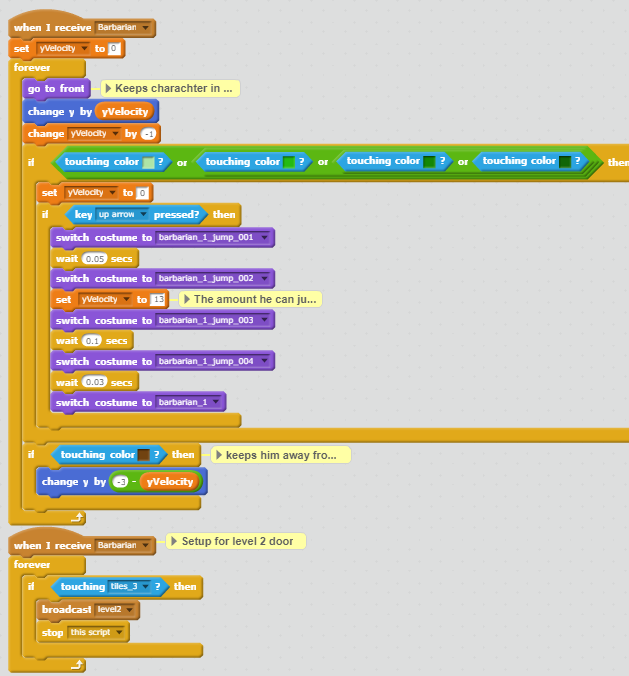 when I receive Barbarian
set yVelocity to 0
forever
go to front Keeps charachter in ...
change y by yVelocity
change yVelocity by -1
if touching color ? or touching color ? or touching color ? or touching color ? then
set yVelocity to 0
if key up arrow pressed? then
switch costume to barbarian_1_jump_001
wait 0.05 secs
switch costume to barbarian_1_jump_002
set yVelocity to 13 The amount he can ju...
switch costume to barbarian_1_jump_003
wait 0.1 secs
switch costume to barbarian_1_jump_004
wait 0.03 secs
switch costume to barbarian_1
if touching color ? then keeps him away fro...
change y by -3 - yVelocity
when I receive Barbarian Setup for level 2 door
forever
if touching tiles_3 ? then
broadcast level2
stop this script